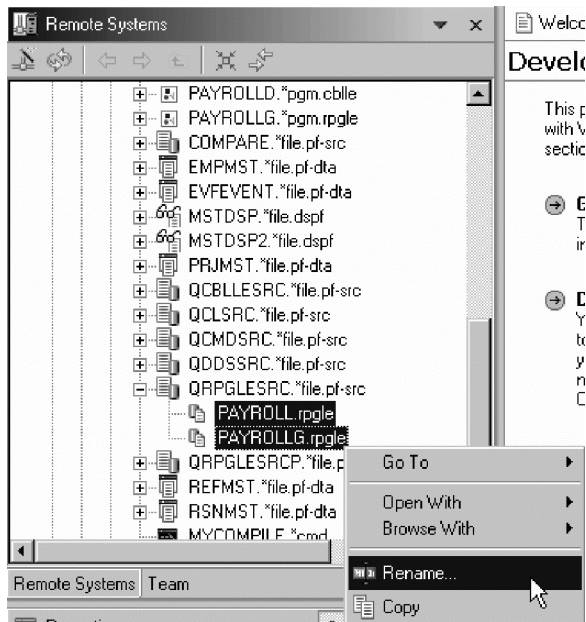 Remote Systems
PAYROLLD.*pgm.cblle
PAYROLLG.*pgm.rpgle
COMPARE.*file.pf-src
EMPMST.*file.pf-dta
EVFEVENT.*file.pf-dta
MSTDSP.*file.dspf
MSTDSP2.*file.dspf
PRJMST.*file.pf-dta
QCBLLESRC.*file.pf-src
QCLSRC.*file.pf-src
QCMDSRC.*file.pf-src
QDDSSRC.*file.pf-src
QRPGLESRC.*file.pf-src
PAYROLL.rpgle
PAYROLLG.rpgle
QRPGLESRCP.*file.p
REFMST.*file.pf-dta
RSNMST.*file.pf-dta
MYCOMPILE.*cmd
Remote Systems
Team
Go To
Open With
Browse With
Rename...
Copy
Welco
Develo
This p
with V
sectio
G
T
in
D
Y
to
y
n
C